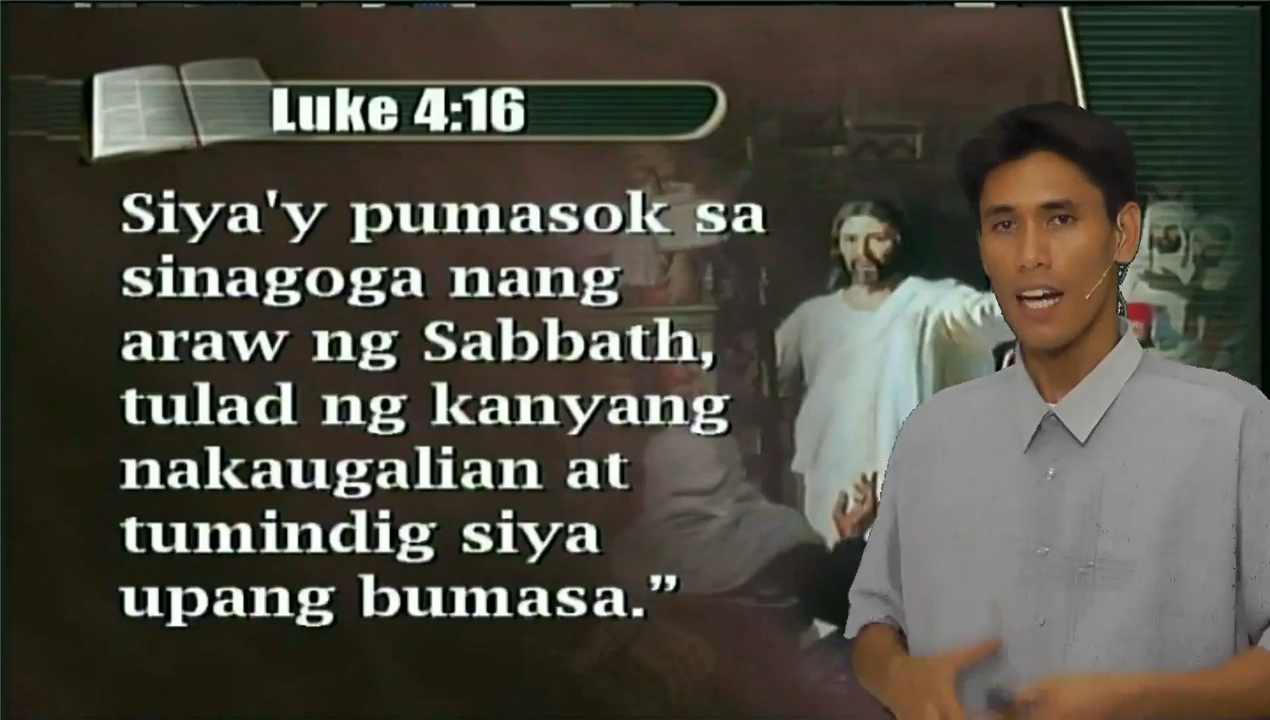 Luke 4:16
Siya'y pumasok sa
sinagoga nang
araw ng Sabbath,
tulad ng kanyang
nakaugalian at
tumindig siya
upang bumasa.”